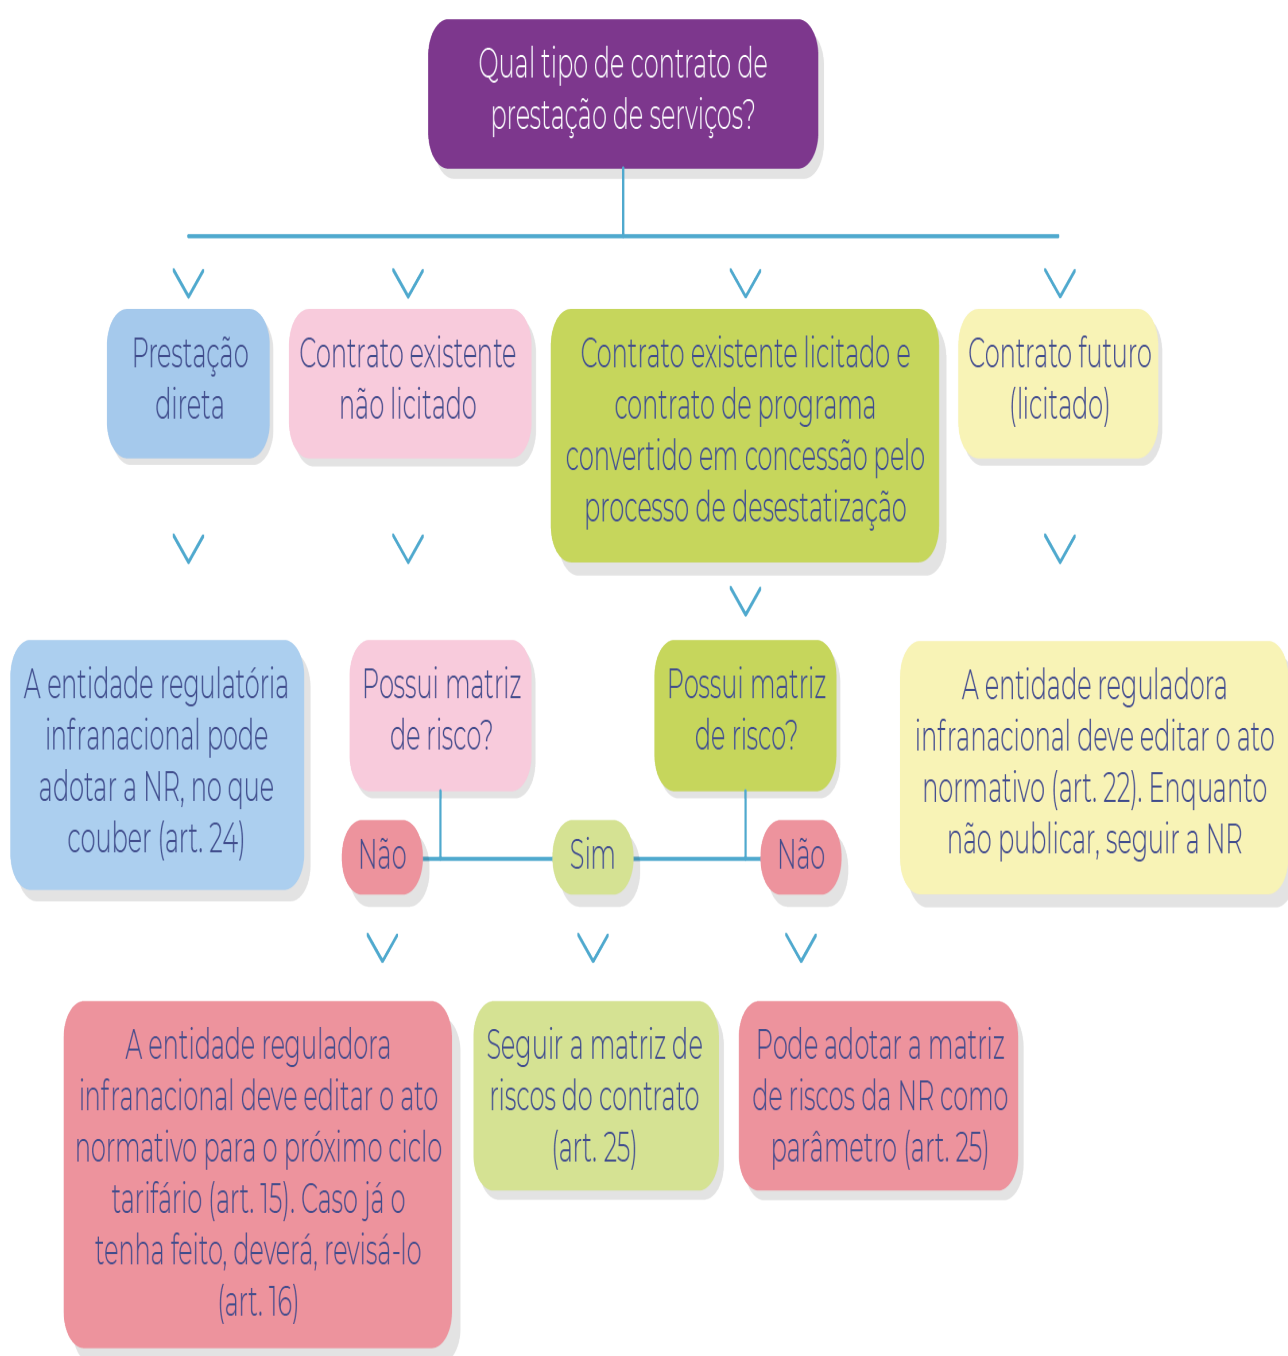 Qual tipo de contrato de
prestação de serviços?
Prestação
direta
Contrato existente
não licitado
Contrato existente licitado e
contrato de programa
convertido em concessão pelo
processo de desestatização
Contrato futuro
(licitado)
A entidade regulatória
infranacional pode
adotar a NR, no que
couber (art. 24)
Possui matriz
de risco?
Possui matriz
de risco?
A entidade reguladora
infranacional deve editar o ato
normativo (art. 22). Enquanto
não publicar, seguir a NR
Não
Sim
Não
A entidade reguladora
infranacional deve editar o ato
normativo para o próximo ciclo
tarifário (art. 15). Caso já o
tenha feito, deverá, revisá-lo
(art. 16)
Seguir a matriz de
riscos do contrato
(art. 25)
Pode adotar a matriz
de riscos da NR como
parâmetro (art. 25)